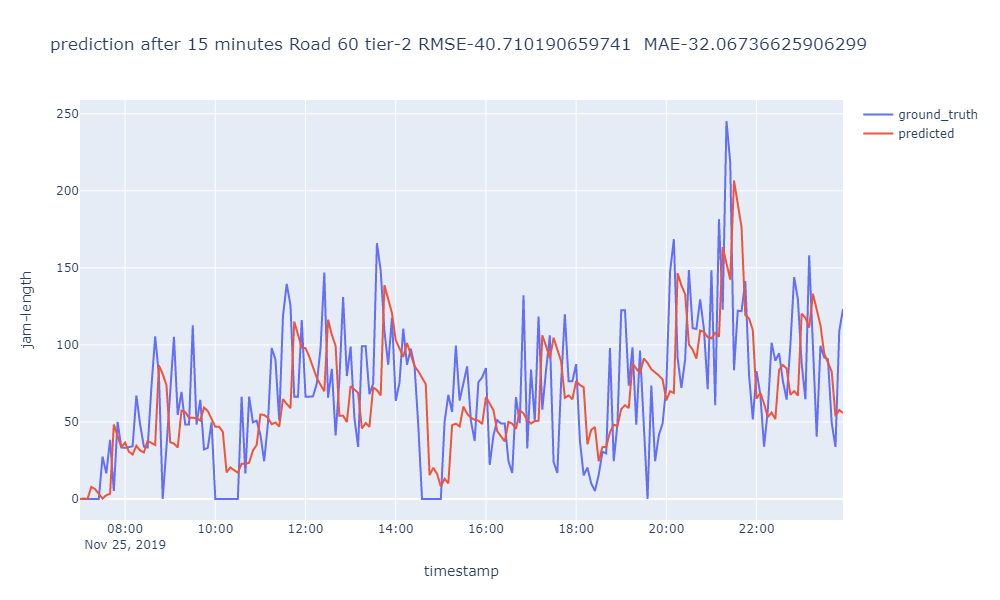 prediction after 15 minutes Road 60 tier-2 RMSE-40.710190659741  MAE-32.06736625906299
250
200
150
100
50
0
jam-length
08:00 10:00 12:00 14:00 16:00 18:00 20:00 22:00
Nov 25, 2019
timestamp
ground_truth
predicted